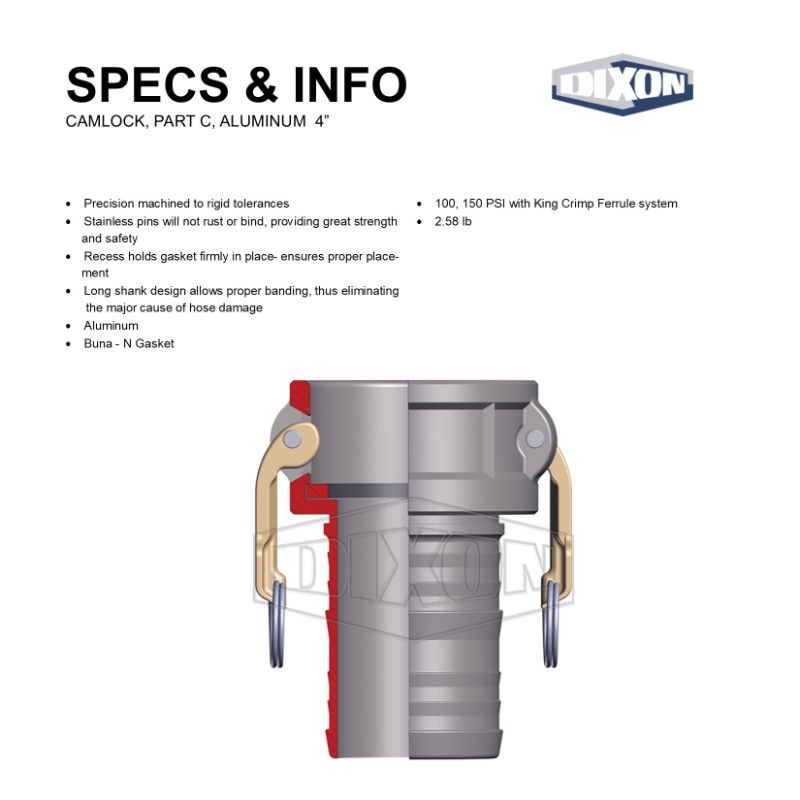 SPECS & INFO
DIXON
CAMLOCK, PART C, ALUMINUM 4”
• Precision machined to rigid tolerances
• Stainless pins will not rust or bind, providing great strength
and safety
• Recess holds gasket firmly in place- ensures proper place-
ment
• Long shank design allows proper banding, thus eliminating
the major cause of hose damage
• Aluminum
• Buna - N Gasket
• 100, 150 PSI with King Crimp Ferrule system
• 2.58 lb
DIXON